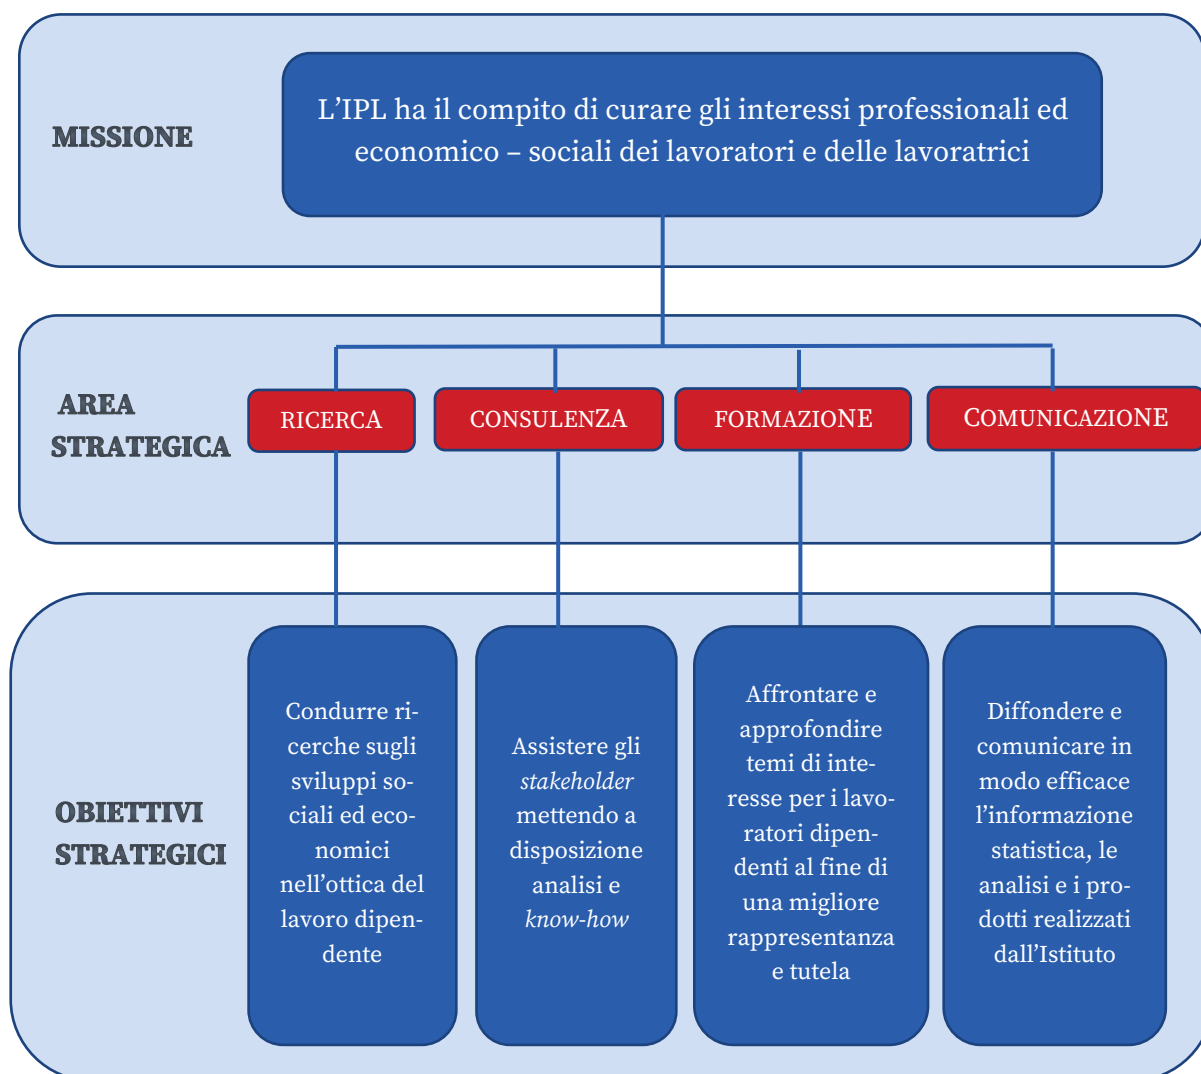 MISSIONE
L'IPL ha il compito di curare gli interessi professionali ed
economico – sociali dei lavoratori e delle lavoratrici
AREA
STRATEGICA
RICERCA
CONSULENZA
FORMAZIONE
COMUNICAZIONE
OBIETTIVI
STRATEGICI
Condurre ri-
cerche sugli
sviluppi so-
ciali ed eco-
nomici
nell'ottica del
lavoro dipen-
dente
Assistere gli
stakeholder
mettendo a
disposizione
analisi e
know-how
Affrontare e
approfondire
temi di inte-
resse per i lavo-
ratori dipen-
denti al fine di
una migliore
rappresentanza
e tutela
Diffondere e
comunicare in
modo efficace
l'informazione
statistica, le
analisi e i pro-
dotti realizzati
dall'Istituto